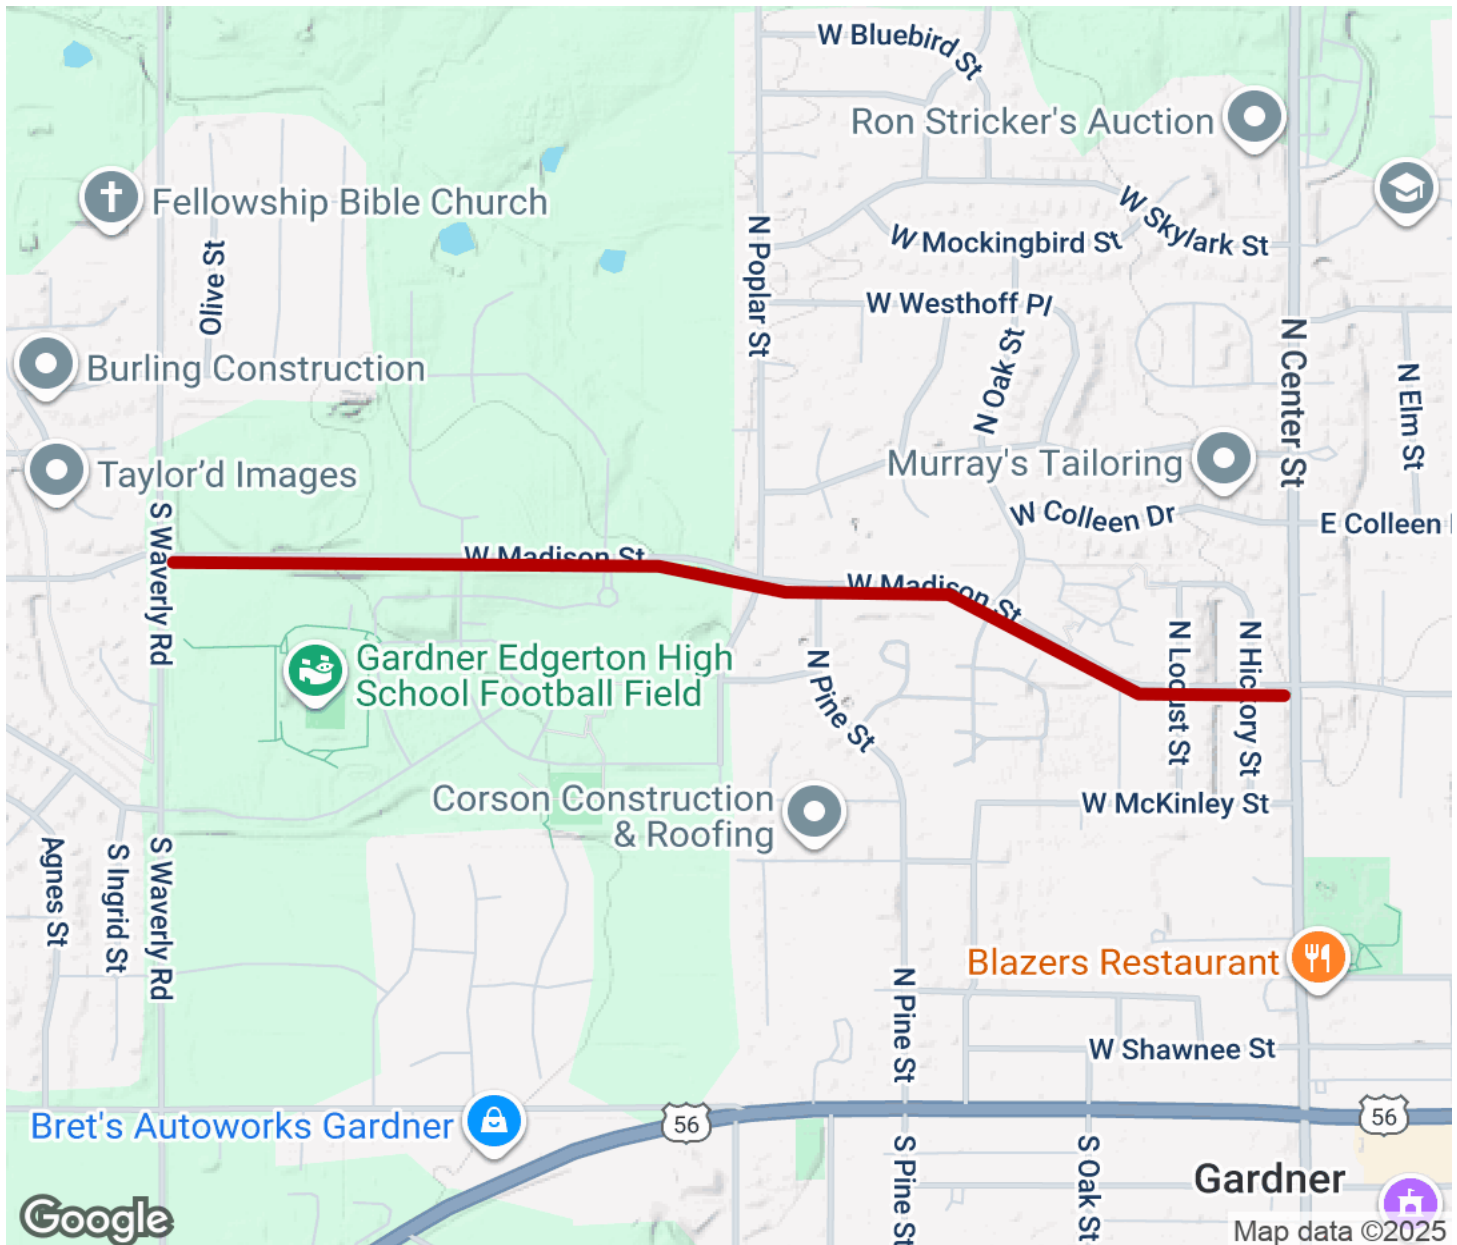 W Bluebird St
Ron Stricker's Auction
Fellowship Bible Church
W Skylark St
W Mockingbird St
Olive St
N Poplar St
W Westhoff Pl
N Center St
N Oak St
Burling Construction
N Elm St
Murray's Tailoring
Taylor'd Images
W Colleen Dr
E Colleen
S Waverly Rd
W Madison St
W Madison St
N Locust St
N Hickory St
Gardner Edgerton High
School Football Field
N Pine St
Corson Construction
& Roofing
W McKinley St
Agnes St
S Ingrid St
S Waverly Rd
Blazers Restaurant
N Pine St
W Shawnee St
Bret's Autoworks Gardner
56
56
S Pine St
S Oak St
Gardner
Google
Map data ©2025